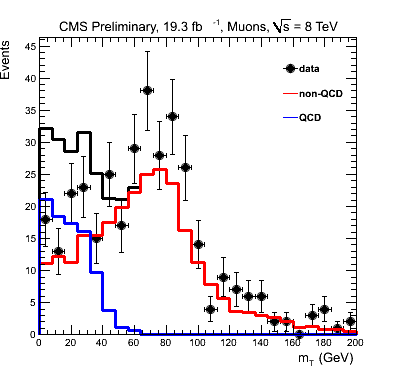 CMS Preliminary, 19.3 fb⁻¹, Muons, √s = 8 TeV
Events
45
40
35
30
25
20
15
10
5
0
data
non-QCD
QCD
0 20 40 60 80 100 120 140 160 180 200
m_T (GeV)